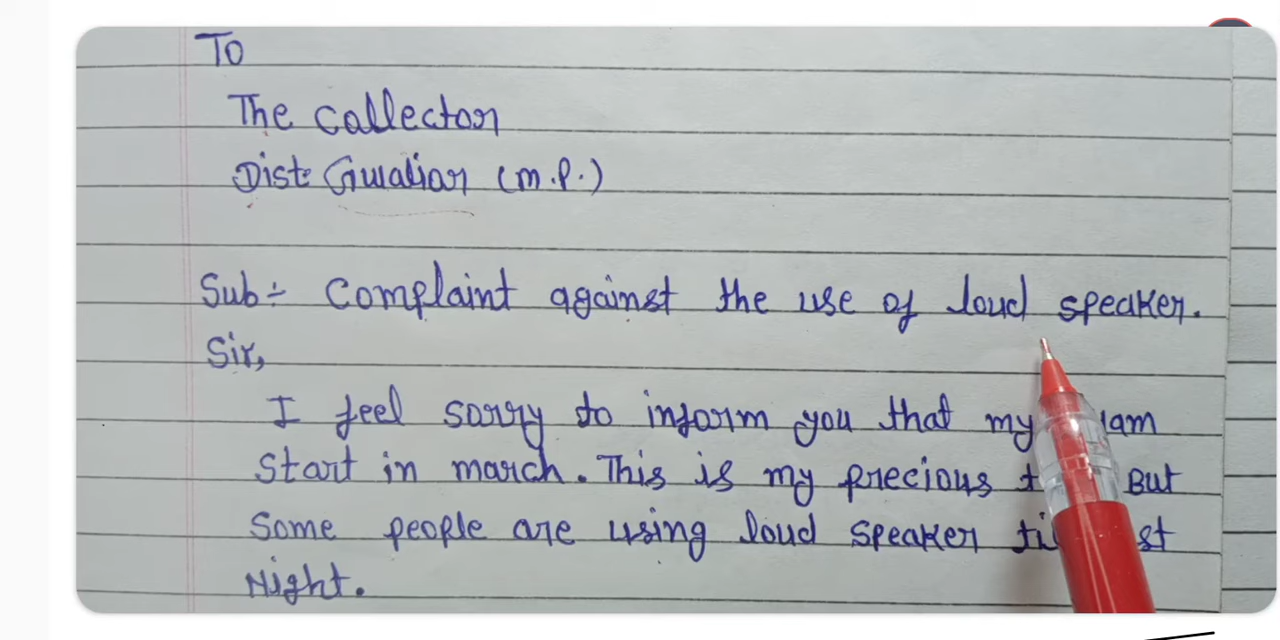 To
The collector
Dist Gwalior (M.P.)
Sub:- Complaint against the use of loud speaker.
Sir,
I feel sorry to inform you that my
start in march. This is my precious But
some people are using loud speaker
Night.